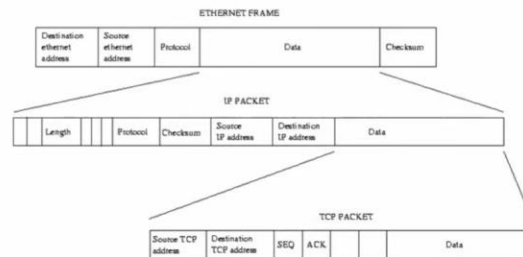 ETHERNET FRAME
Destination ethernet address
Source ethernet address
Protocol
Data
Checksum
IP PACKET
Length
Protocol
Checksum
Source IP address
Destination IP address
Data
TCP PACKET
Source TCP address
Destination TCP address
SEQ
ACK
Data